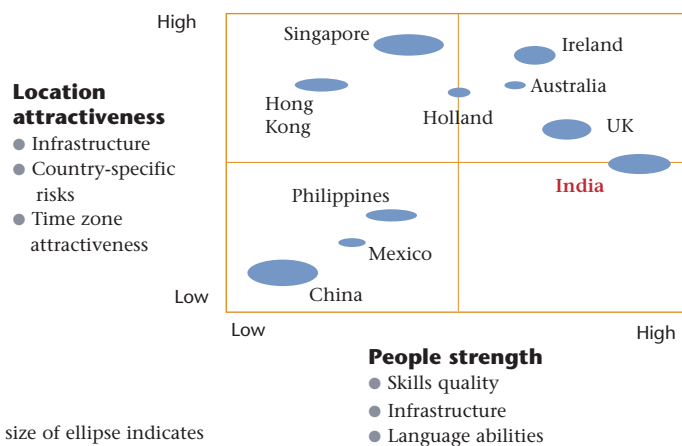 High
Singapore
Ireland
Location
attractiveness
Australia
Hong
Kong
Holland
UK
● Infrastructure
● Country-specific
risks
● Time zone
attractiveness
India
Philippines
Mexico
China
Low
Low
High
People strength
● Skills quality
● Infrastructure
● Language abilities
size of ellipse indicates